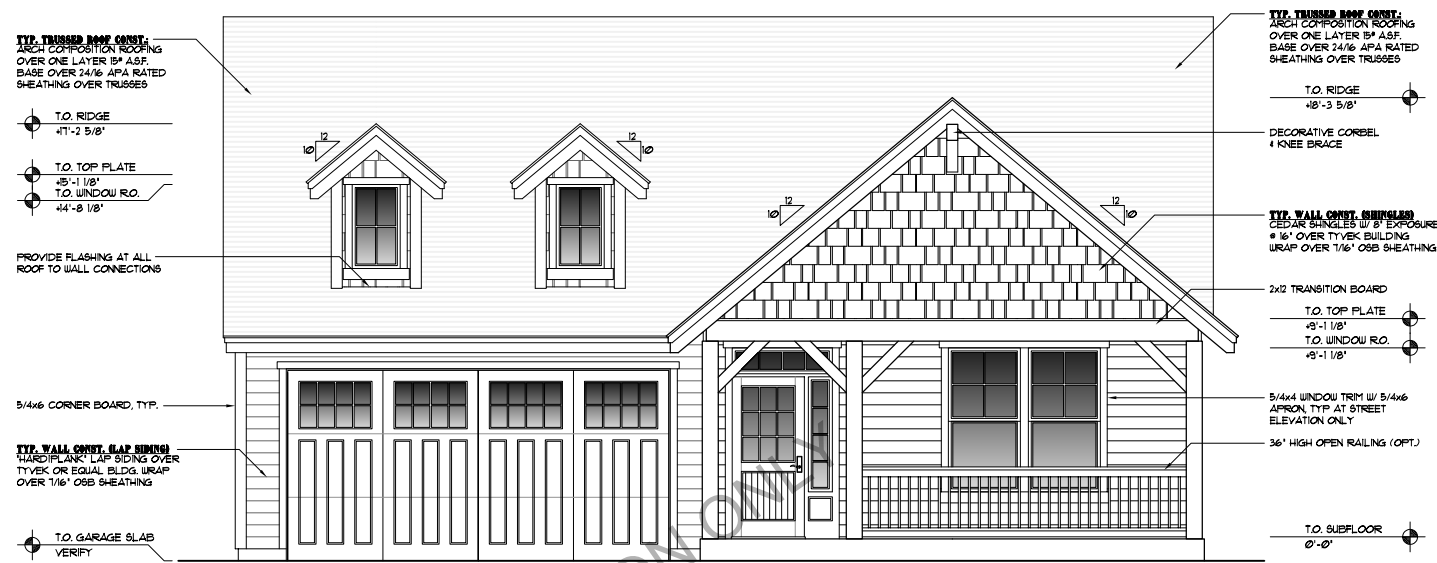 TYP. TRUSSED ROOF CONST.:
ARCH COMPOSITION ROOFING
OVER ONE LAYER 15# A.S.F.
BASE OVER 24/16 APA RATED
SHEATHING OVER TRUSSES
T.O. RIDGE
+17'-2 5/8"
T.O. TOP PLATE
+15'-1 1/8"
T.O. WINDOW R.O.
+14'-8 1/8"
PROVIDE FLASHING AT ALL
ROOF TO WALL CONNECTIONS
5/4x6 CORNER BOARD, TYP.
TYP. WALL CONST. (LAP SIDING)
'HARDIPLANK' LAP SIDING OVER
TYVEK OR EQUAL BLDG. WRAP
OVER 7/16" OSB SHEATHING
T.O. GARAGE SLAB
VERIFY
12
10
12
10
12
10
12
10
ON ONLY
TYP. TRUSSED ROOF CONST.:
ARCH COMPOSITION ROOFING
OVER ONE LAYER 15# A.S.F.
BASE OVER 24/16 APA RATED
SHEATHING OVER TRUSSES
T.O. RIDGE
+18'-3 5/8"
DECORATIVE CORBEL
& KNEE BRACE
TYP. WALL CONST. (SHINGLES)
CEDAR SHINGLES W/ 8" EXPOSURE
@ 16" OVER TYVEK BUILDING
WRAP OVER 7/16" OSB SHEATHING
2x12 TRANSITION BOARD
T.O. TOP PLATE
+9'-1 1/8"
T.O. WINDOW R.O.
+9'-1 1/8"
5/4x4 WINDOW TRIM W/ 5/4x6
APRON, TYP AT STREET
ELEVATION ONLY
36" HIGH OPEN RAILING (OPT.)
T.O. SUBFLOOR
0'-0"